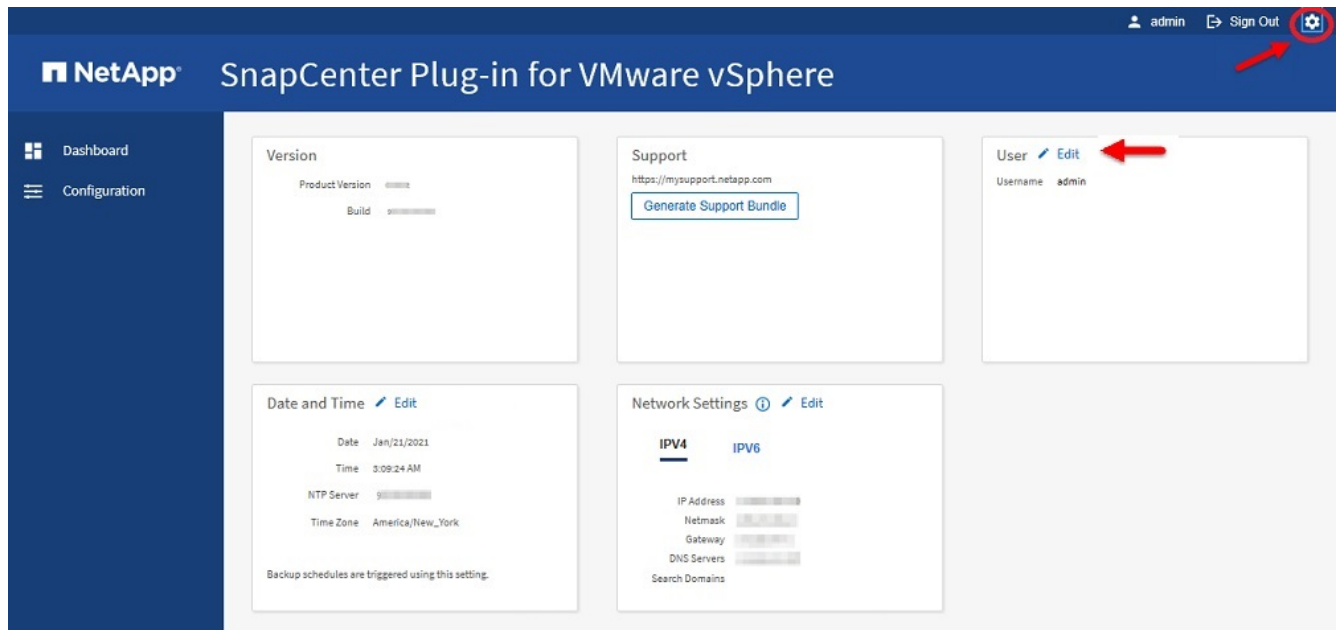 admin Sign Out
NetApp SnapCenter Plug-in for VMware vSphere
Dashboard
Configuration
Version
Product Version
Build
Support
https://mysupport.netapp.com
Generate Support Bundle
User Edit
Username admin
Date and Time Edit
Date Jan/21/2021
Time 3:09:24 AM
NTP Server
Time Zone America/New_York
Backup schedules are triggered using this setting.
Network Settings Edit
IPV4 IPV6
IP Address
Netmask
Gateway
DNS Servers
Search Domains